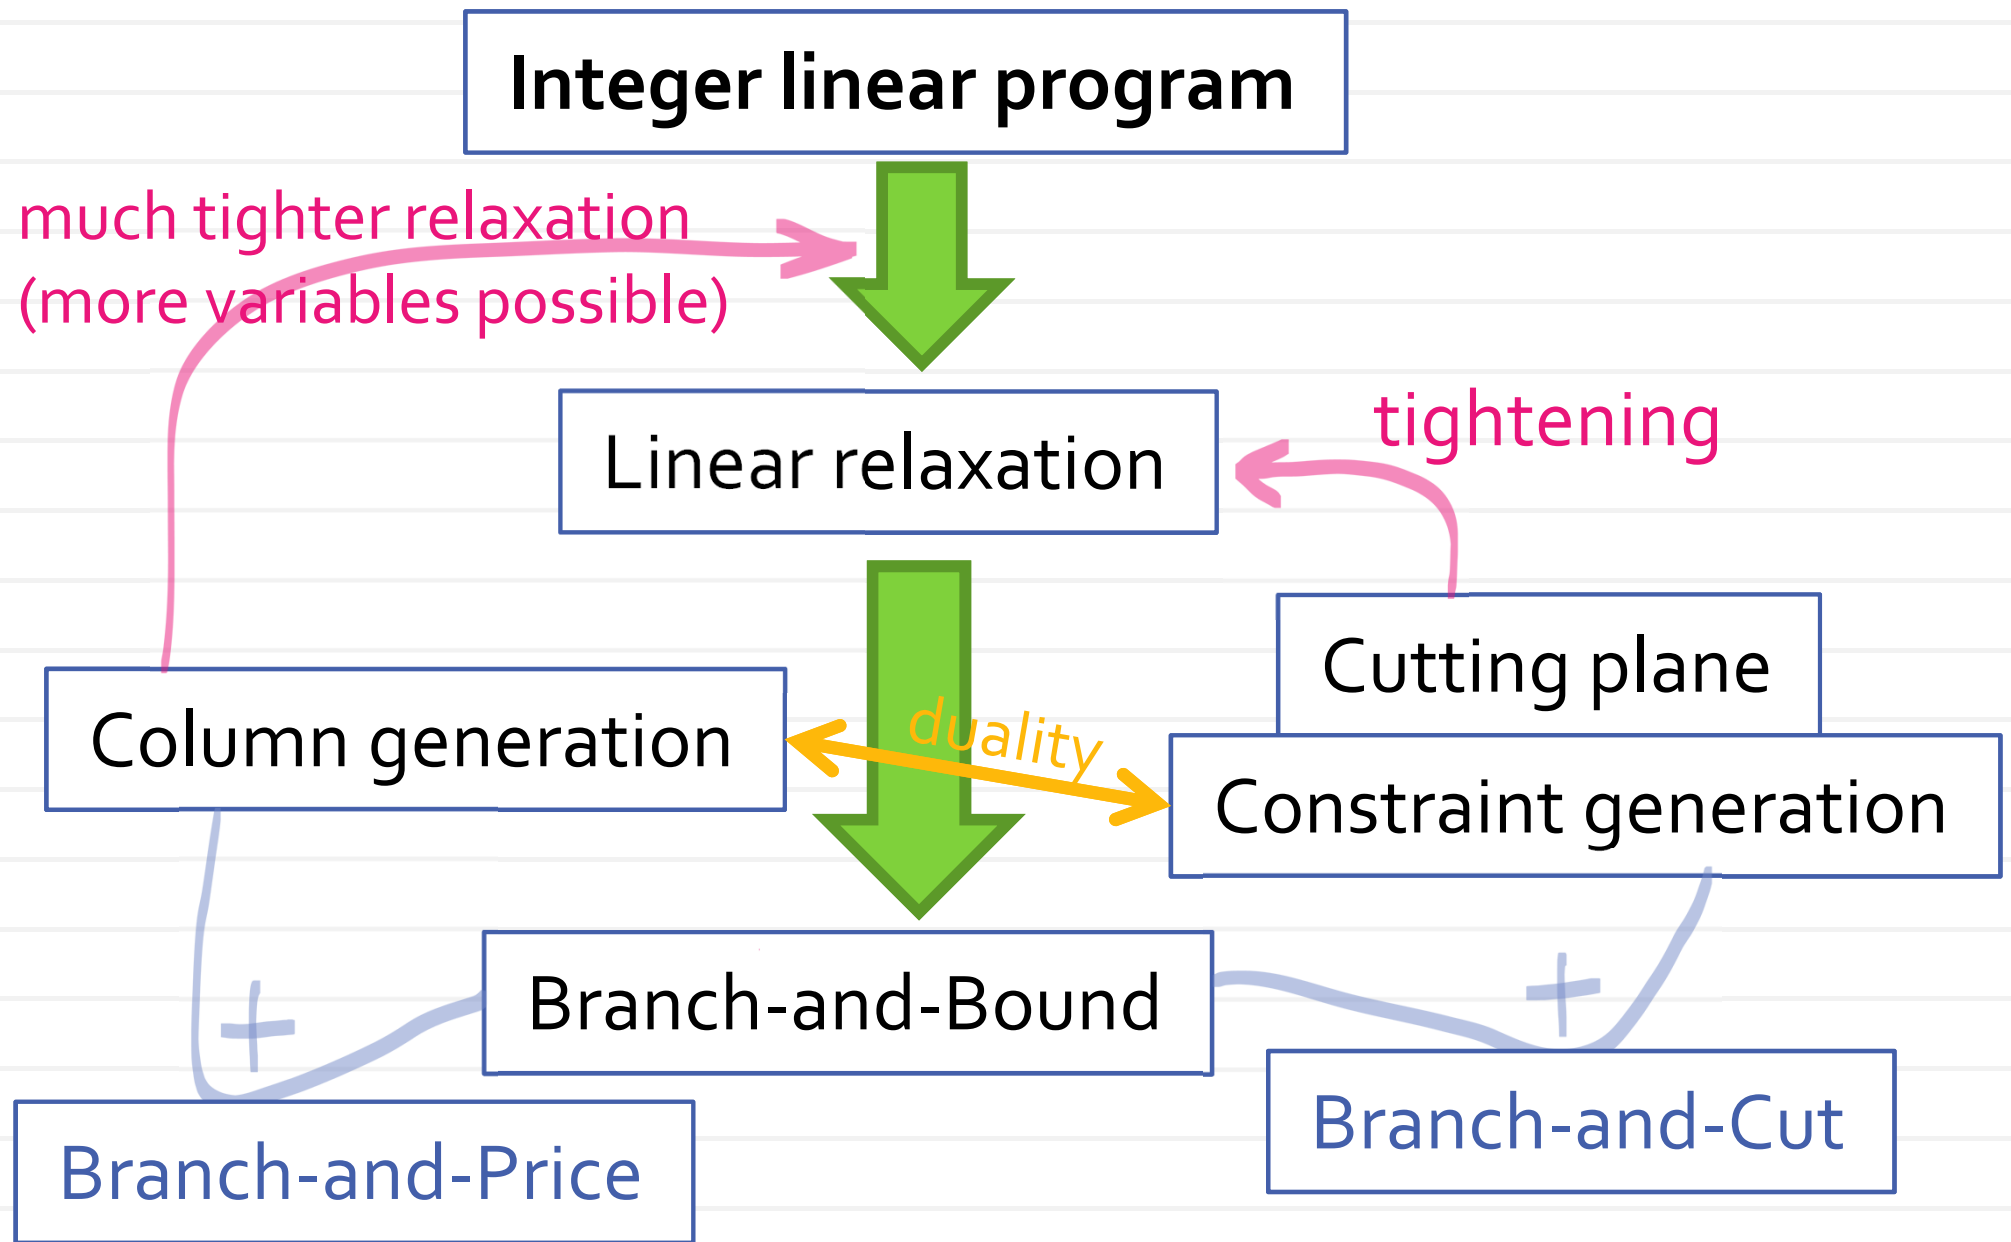 Integer linear program
much tighter relaxation
(more variables possible)
Linear relaxation
tightening
Cutting plane
Column generation
duality
Constraint generation
Branch-and-Bound
+
+
Branch-and-Cut
Branch-and-Price